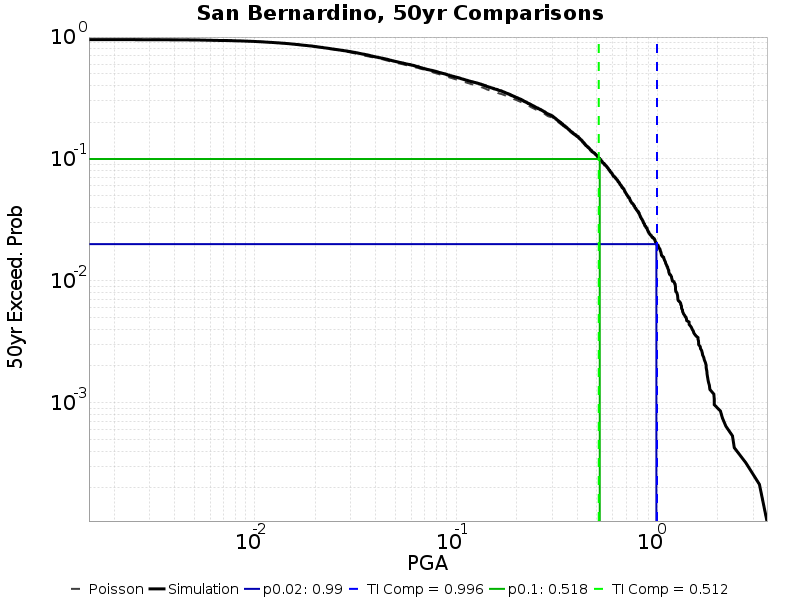 San Bernardino, 50yr Comparisons
50yr Exceed. Prob
10^0
10^-1
10^-2
10^-3
10^-2 10^-1 10^0
PGA
Poisson Simulation p0.02: 0.99 TI Comp = 0.996 p0.1: 0.518 TI Comp = 0.512